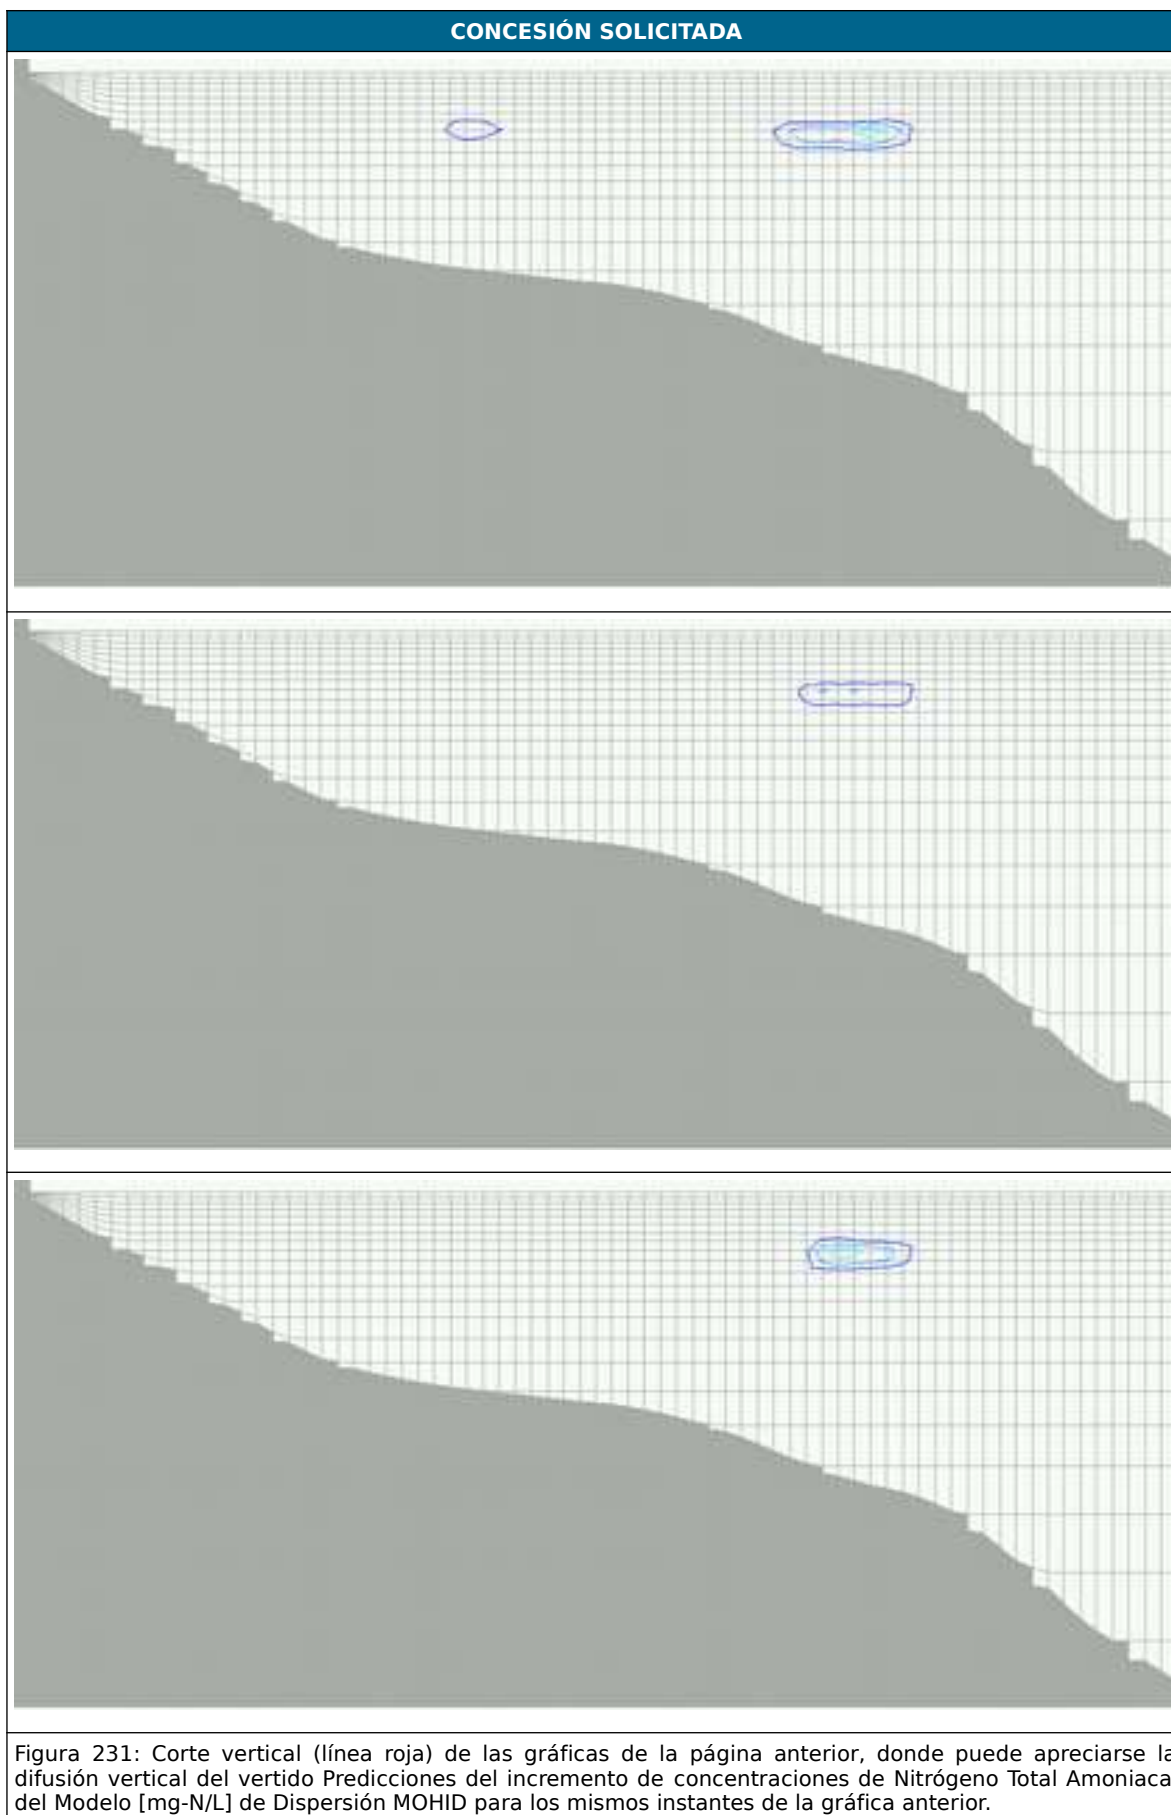 CONCESIÓN SOLICITADA
Figura 231: Corte vertical (línea roja) de las gráficas de la página anterior, donde puede apreciarse la
difusión vertical del vertido Predicciones del incremento de concentraciones de Nitrógeno Total Amoniacal
del Modelo [mg-N/L] de Dispersión MOHID para los mismos instantes de la gráfica anterior.